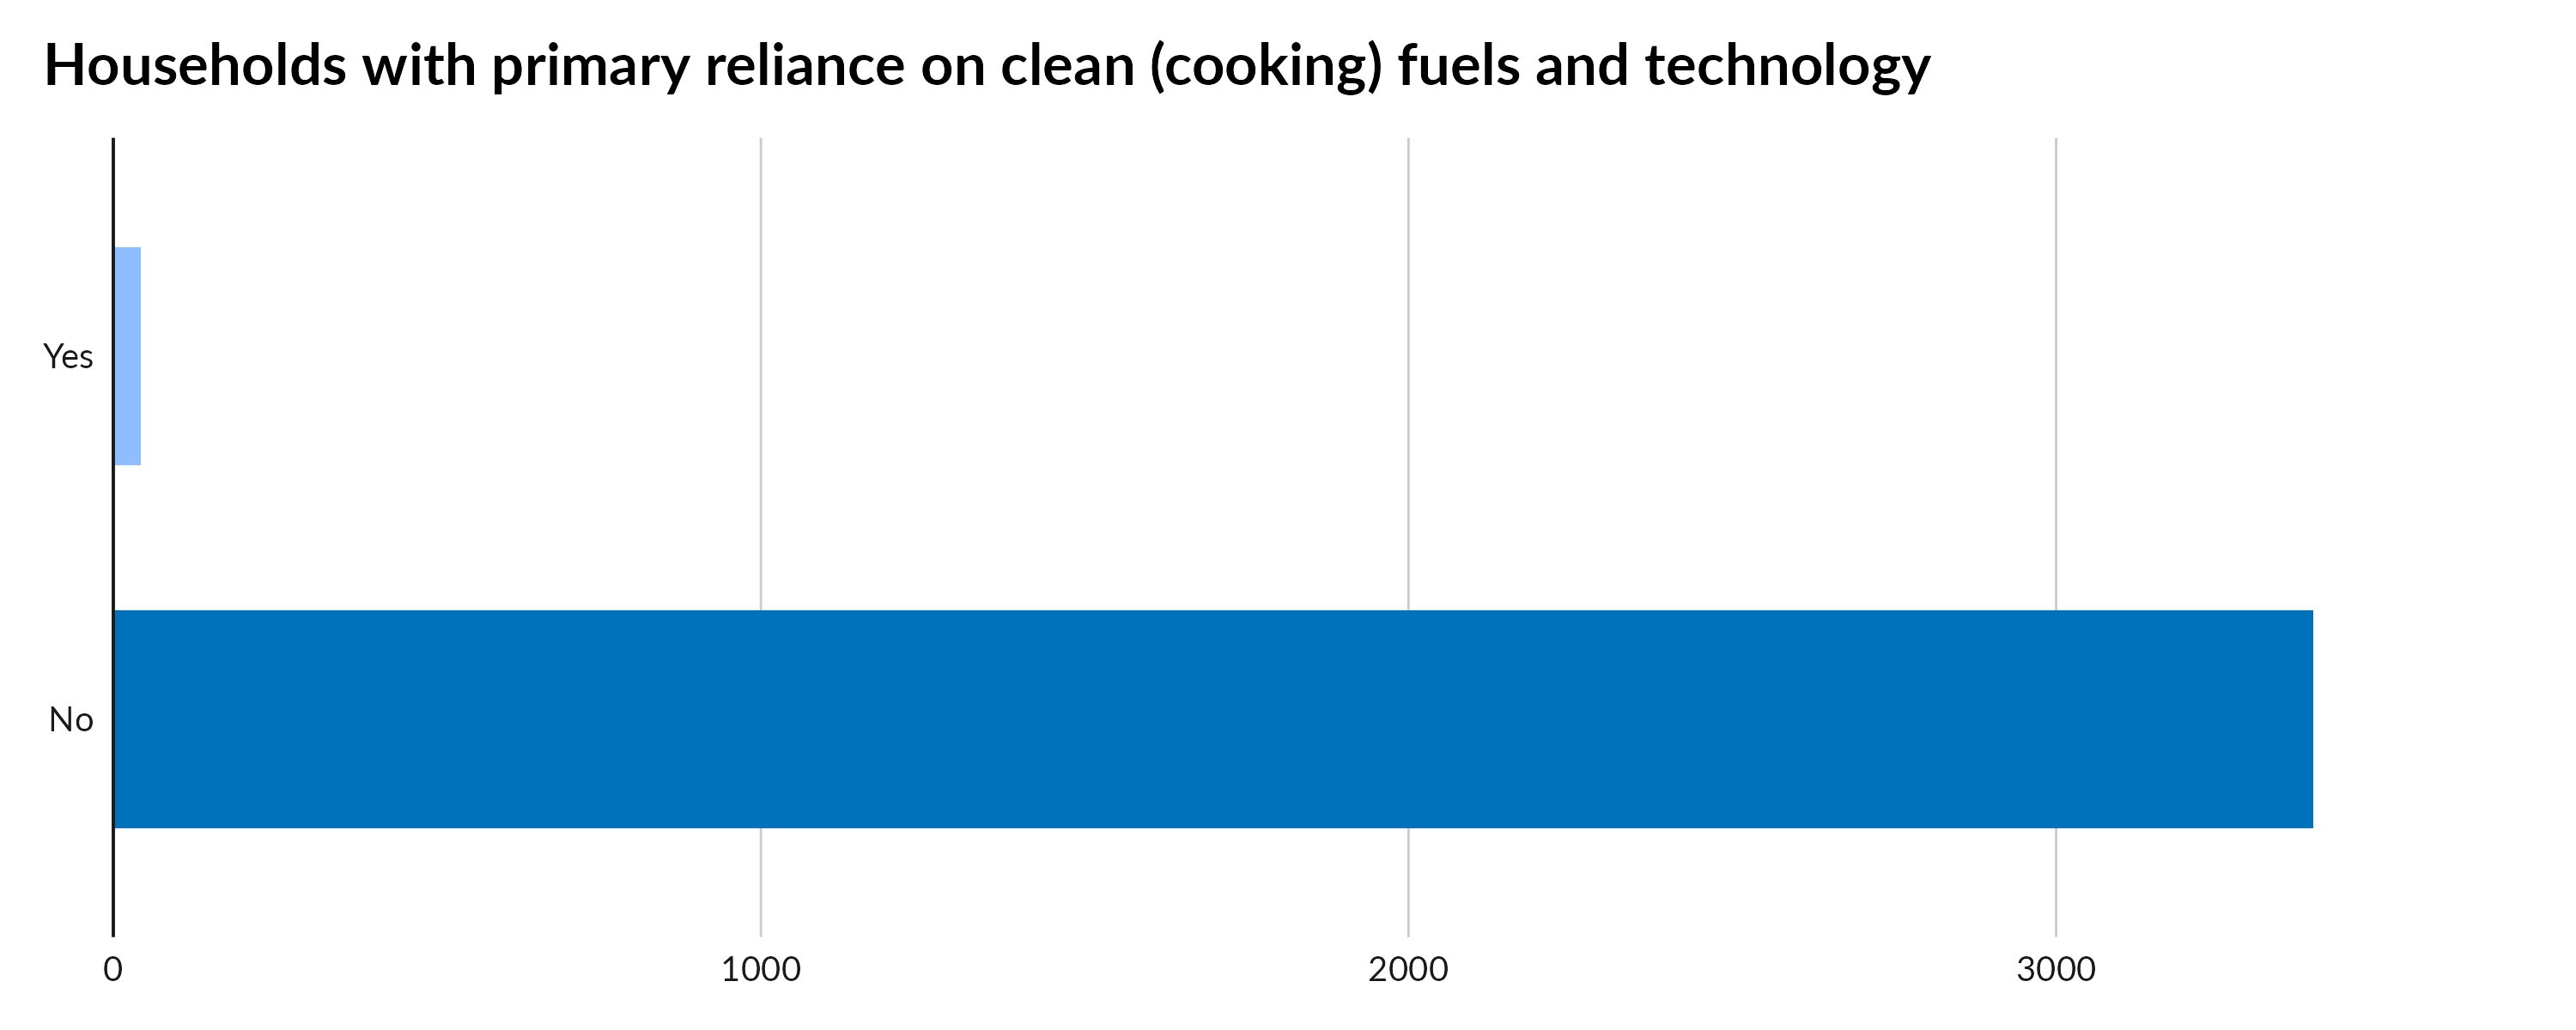 Households with primary reliance on clean (cooking) fuels and technology
Yes
No
0 1000 2000 3000